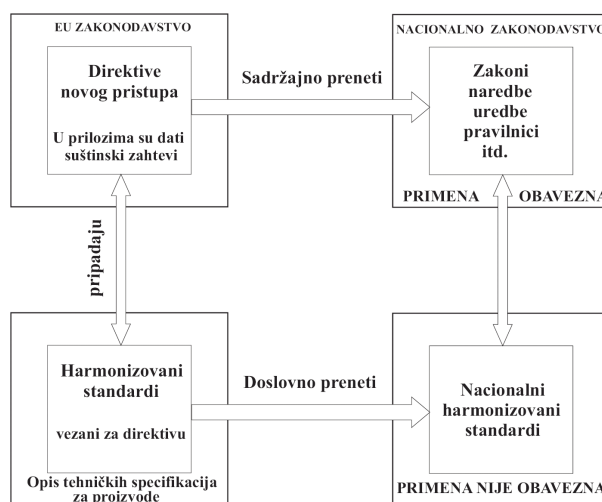 EU ZAKONODAVSTVO
Direktive
novog pristupa
U prilozima su dati
suštinski zahtevi
Sadržajno preneti
NACIONALNO ZAKONODAVSTVO
Zakoni
naredbe
uredbe
pravilnici
itd.
PRIMENA OBAVEZNA
pripadaju
Harmonizovani
standardi
vezani za direktivu
Opis tehničkih specifikacija
za proizvode
Doslovno preneti
Nacionalni
harmonizovani
standardi
PRIMENA NIJE OBAVEZNA